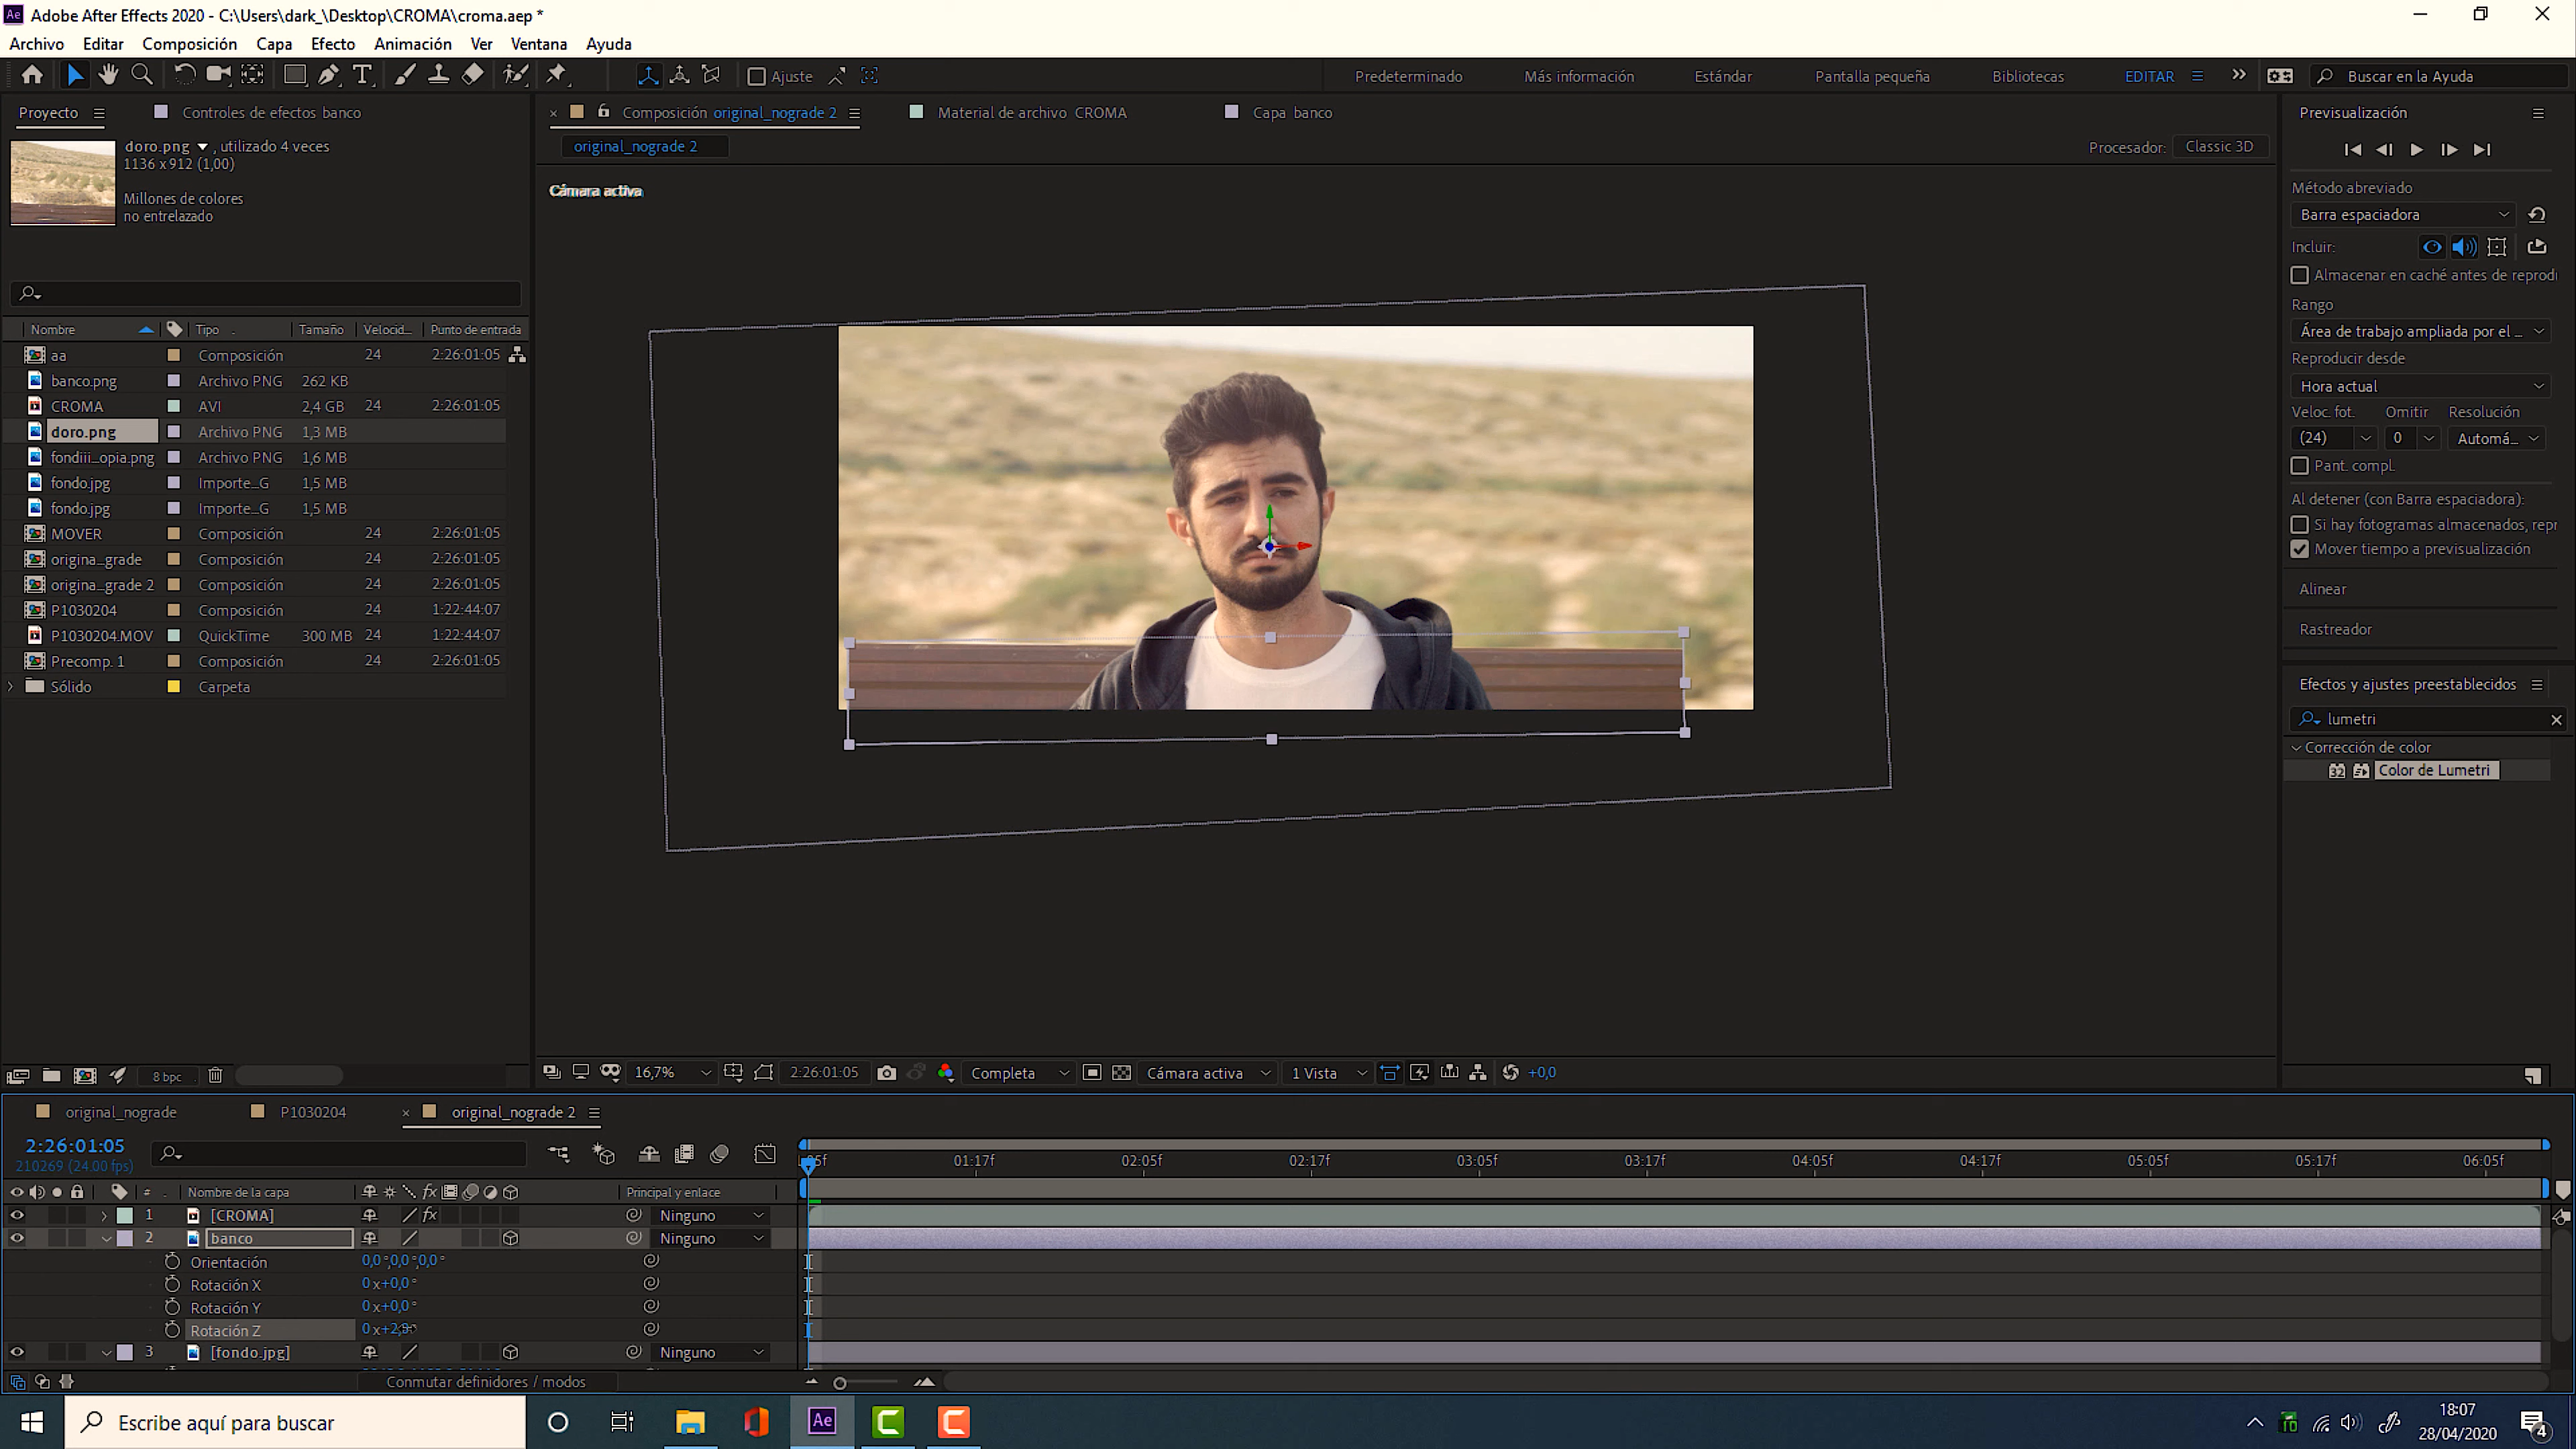 Adobe After Effects 2020 - C:\Users\dark_\Desktop\CROMA\croma.aep *
Archivo Editar Composición Capa Efecto Animación Ver Ventana Ayuda
Ajuste Predeterminado Más información Estándar Pantalla pequeña Bibliotecas EDITAR Buscar en la Ayuda
Proyecto Controles de efectos banco
doro.png , utilizado 4 veces
1136 x 912 (1,00)
Millones de colores
no entrelazado
Nombre Tipo Tamaño Velocid... Punto de entrada
aa Composición 24 2:26:01:05
banco.png Archivo PNG 262 KB
CROMA AVI 2,4 GB 24 2:26:01:05
doro.png Archivo PNG 1,3 MB
fondiii_opia.png Archivo PNG 1,6 MB
fondo.jpg Importe_G 1,5 MB
fondo.jpg Importe_G 1,5 MB
MOVER Composición 24 2:26:01:05
origina_grade Composición 24 2:26:01:05
origina_grade 2 Composición 24 2:26:01:05
P1030204 Composición 24 1:22:44:07
P1030204.MOV QuickTime 300 MB 24 1:22:44:07
Precomp. 1 Composición 24 2:26:01:05
Sólido Carpeta
8 bpc
Composición original_nograde 2 Material de archivo CROMA Capa banco
original_nograde 2 Procesador: Classic 3D
Cámara activa
16,7% 2:26:01:05 Completa Cámara activa 1 Vista +0,0
Previsualización
Método abreviado
Barra espaciadora
Incluir:
Almacenar en caché antes de reprodu
Rango
Área de trabajo ampliada por el ...
Reproducir desde
Hora actual
Veloc. fot. Omitir Resolución
(24) 0 Automá...
Pant. compl.
Al detener (con Barra espaciadora):
Si hay fotogramas almacenados, repr
Mover tiempo a previsualización
Alinear
Rastreador
Efectos y ajustes preestablecidos
lumetri
Corrección de color
32 Color de Lumetri
original_nograde P1030204 original_nograde 2
2:26:01:05
210269 (24.00 fps)
05f 01:17f 02:05f 02:17f 03:05f 03:17f 04:05f 04:17f 05:05f 05:17f 06:05f
# Nombre de la capa fx Principal y enlace
1 [CROMA] fx Ninguno
2 banco Ninguno
Orientación 0,0°,0,0°,0,0°
Rotación X 0 x+0,0°
Rotación Y 0 x+0,0°
Rotación Z 0 x+2,
3 [fondo.jpg] Ninguno
Conmutar definidores / modos
Escribe aquí para buscar
Ae
10
18:07
28/04/2020
4